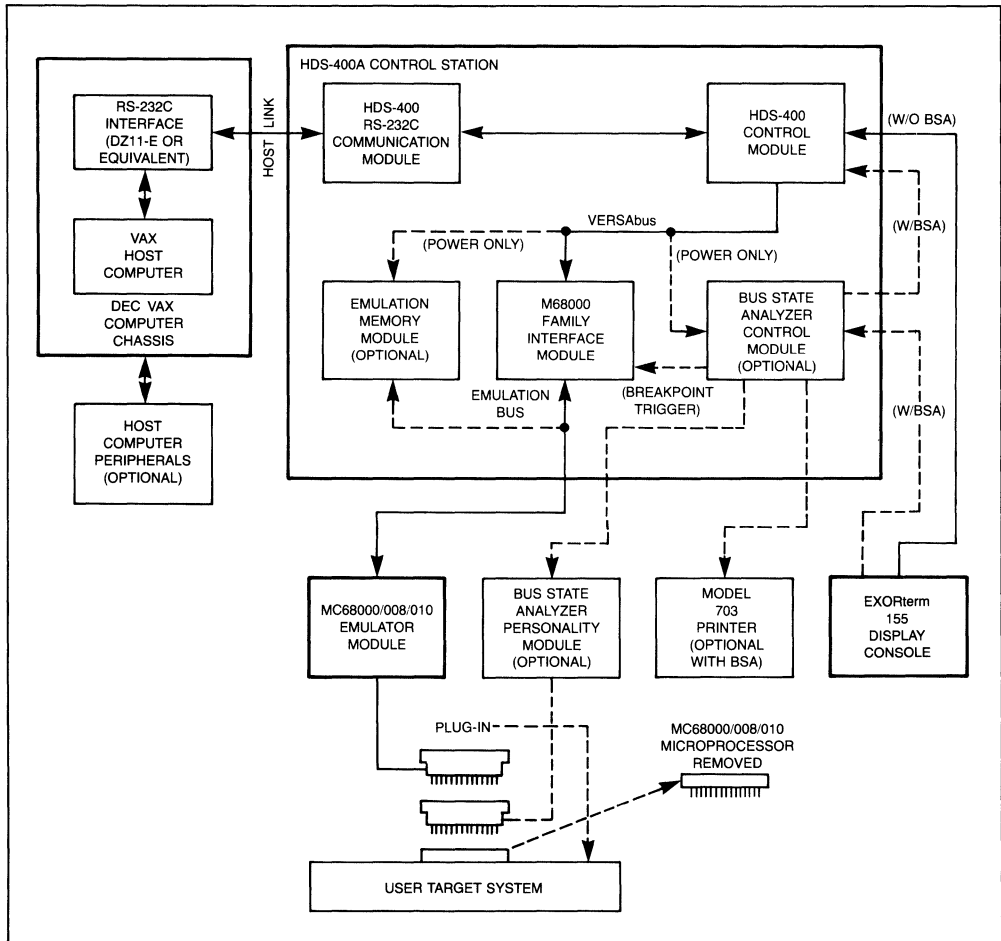 HDS-400A CONTROL STATION
RS-232C
INTERFACE
(DZ11-E OR
EQUIVALENT)
HOST LINK
HDS-400
RS-232C
COMMUNICATION
MODULE
HDS-400
CONTROL
MODULE
(W/O BSA)
VAX
HOST
COMPUTER
DEC VAX
COMPUTER
CHASSIS
VERSAbus
(POWER ONLY)
(POWER ONLY)
(W/BSA)
EMULATION
MEMORY
MODULE
(OPTIONAL)
M68000
FAMILY
INTERFACE
MODULE
BUS STATE
ANALYZER
CONTROL
MODULE
(OPTIONAL)
EMULATION
BUS
(BREAKPOINT
TRIGGER)
(W/BSA)
HOST
COMPUTER
PERIPHERALS
(OPTIONAL)
MC68000/008/010
EMULATOR
MODULE
BUS STATE
ANALYZER
PERSONALITY
MODULE
(OPTIONAL)
MODEL
703
PRINTER
(OPTIONAL
WITH BSA)
EXORterm
155
DISPLAY
CONSOLE
PLUG-IN
MC68000/008/010
MICROPROCESSOR
REMOVED
USER TARGET SYSTEM